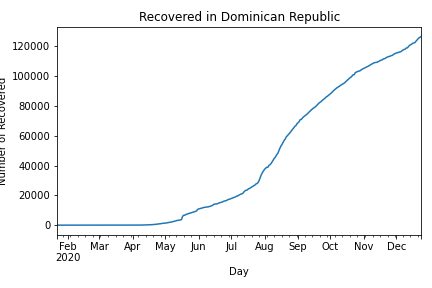 Recovered in Dominican Republic
Number of Recovered
120000
100000
80000
60000
40000
20000
0
Feb Mar Apr May Jun Jul Aug Sep Oct Nov Dec
2020
Day